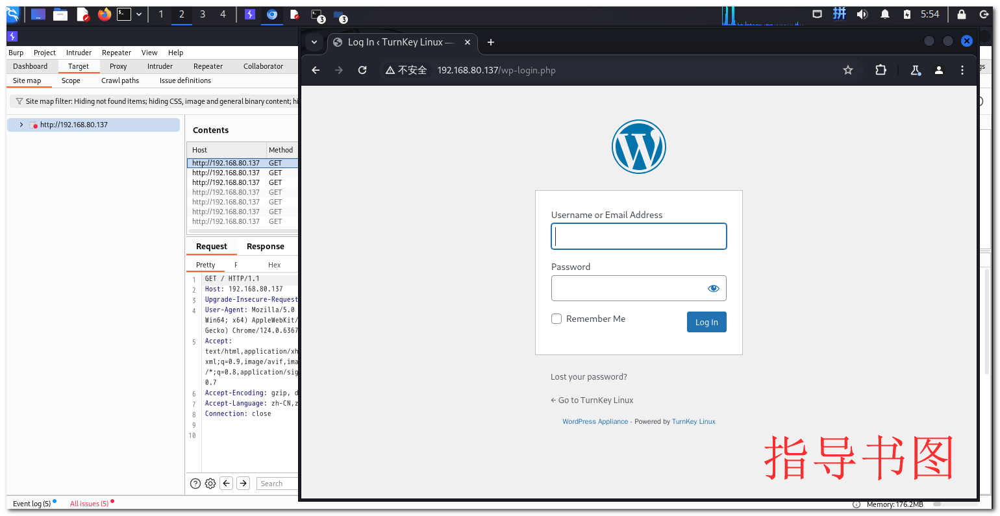 1 2 3 4 3 3 拼 5:54
Log In ‹ TurnKey Linux —
Burp Project Intruder Repeater View Help
Dashboard Target Proxy Intruder Repeater Collaborator
不安全 192.168.80.137/wp-login.php
Site map Scope Crawl paths Issue definitions
Site map filter: Hiding not found items; hiding CSS, image and general binary content; hi
http://192.168.80.137
Contents
Host Method
http://192.168.80.137 GET
http://192.168.80.137 GET
http://192.168.80.137 GET
http://192.168.80.137 GET
http://192.168.80.137 GET
http://192.168.80.137 GET
http://192.168.80.137 GET
Request Response
Pretty Hex
1 GET / HTTP/1.1
2 Host: 192.168.80.137
3 Upgrade-Insecure-Request
4 User-Agent: Mozilla/5.0
Win64; x64) AppleWebKit/
Gecko) Chrome/124.0.6367
5 Accept:
text/html,application/xh
xml;q=0.9,image/avif,ima
/*;q=0.8,application/sig
0.7
6 Accept-Encoding: gzip, d
7 Accept-Language: zh-CN,z
8 Connection: close
9
10
Search
Event log (5) All issues (5)
Username or Email Address
Password
Remember Me
Log In
Lost your password?
← Go to TurnKey Linux
WordPress Appliance - Powered by TurnKey Linux
指导书图
Memory: 176.2MB